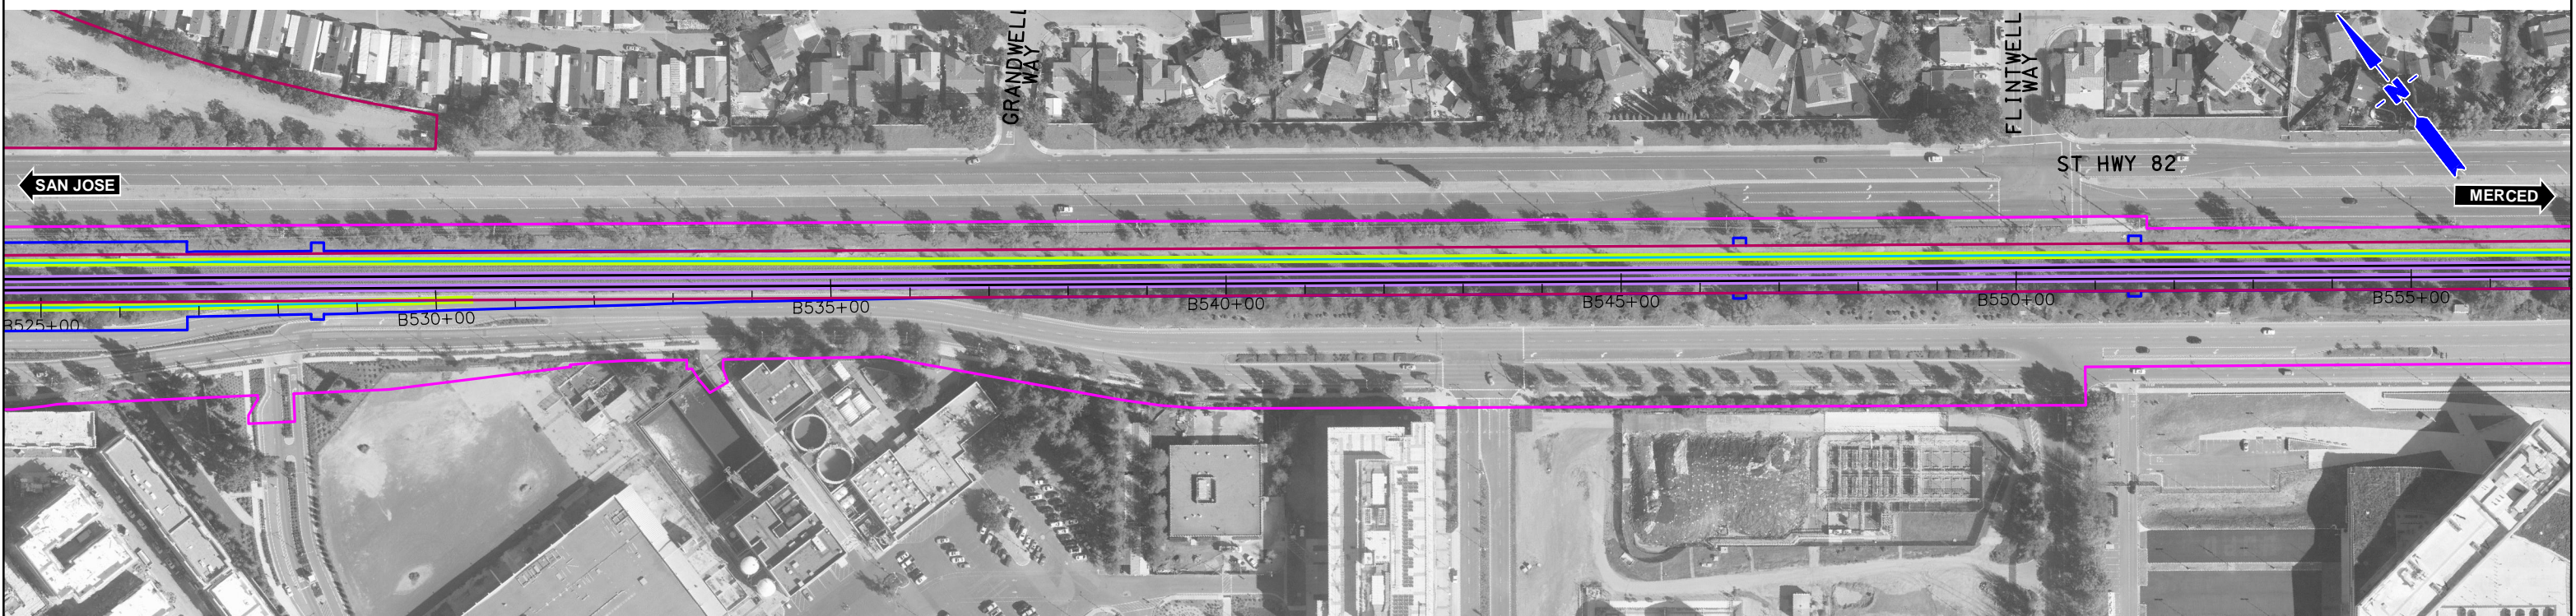 GRANDWELL
WAY
FLINTWELL
WAY
N
ST HWY 82
SAN JOSE
MERCED
B525+00
B530+00
B535+00
B540+00
B545+00
B550+00
B555+00